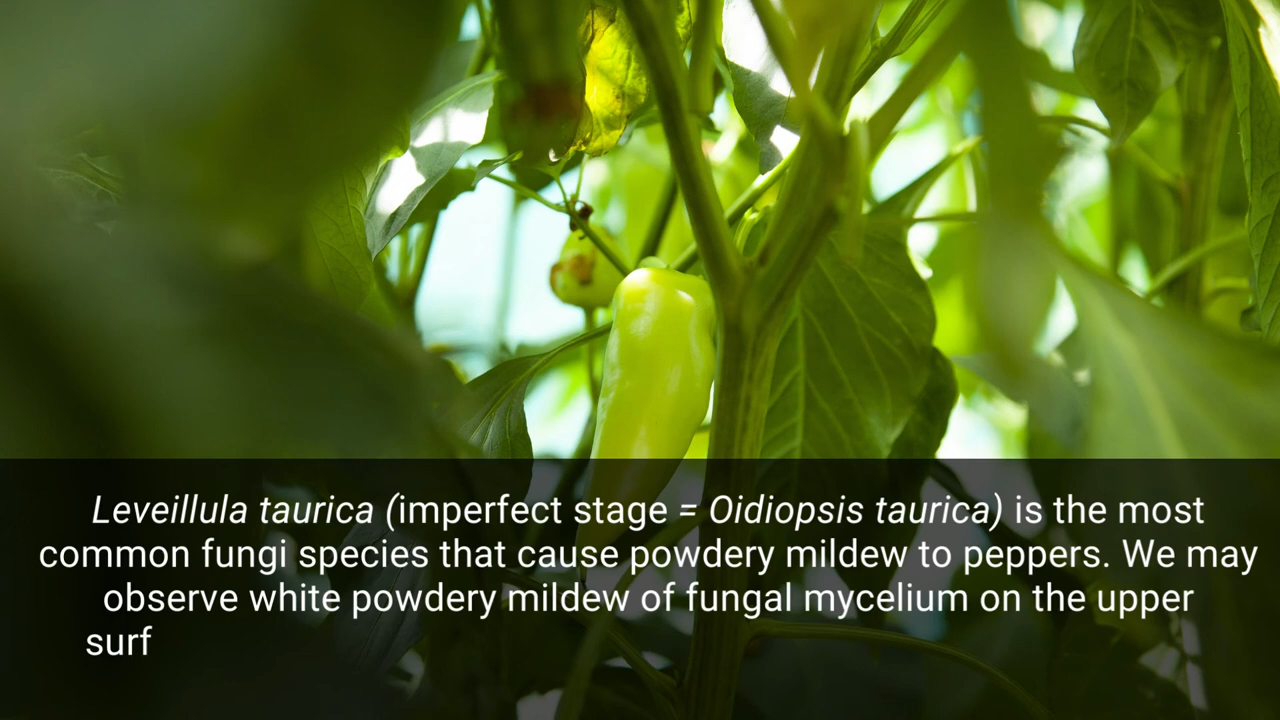 Leveillula taurica (imperfect stage = Oidiopsis taurica) is the most
common fungi species that cause powdery mildew to peppers. We may
observe white powdery mildew of fungal mycelium on the upper
surf